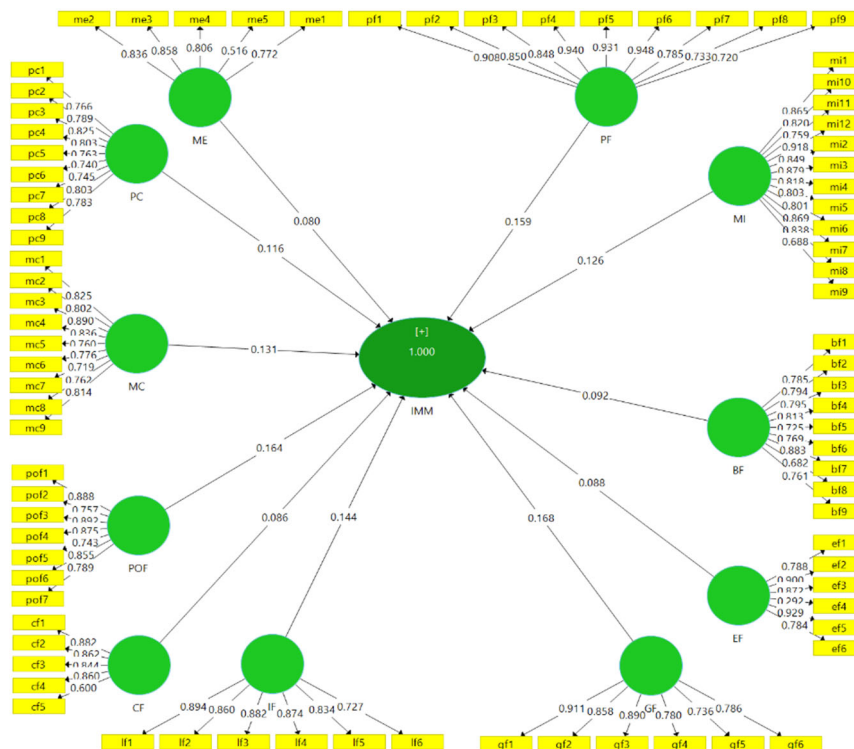 me2 me3 me4 me5 me1
0.836 0.858 0.806 0.516 0.772
ME
pf1 pf2 pf3 pf4 pf5 pf6 pf7 pf8 pf9
0.908 0.850 0.848 0.940 0.931 0.948 0.785 0.733 0.720
PF
pc1
pc2
pc3
pc4
pc5
pc6
pc7
pc8
pc9
0.766
0.789
0.825
0.803
0.763
0.740
0.745
0.803
0.783
PC
mi1
mi10
mi11
mi12
mi2
mi3
mi4
mi5
mi6
mi7
mi8
mi9
0.865
0.820
0.759
0.918
0.849
0.879
0.818
0.803
0.801
0.869
0.838
0.688
MI
0.080
0.116
0.159
0.126
mc1
mc2
mc3
mc4
mc5
mc6
mc7
mc8
mc9
0.825
0.802
0.890
0.836
0.760
0.776
0.719
0.762
0.814
MC
0.131
[+]
1.000
IMM
0.092
bf1
bf2
bf3
bf4
bf5
bf6
bf7
bf8
bf9
0.785
0.794
0.795
0.813
0.725
0.769
0.883
0.682
0.761
BF
pof1
pof2
pof3
pof4
pof5
pof6
pof7
0.888
0.757
0.892
0.875
0.743
0.855
0.789
POF
0.164
0.086
0.144
0.168
0.088
ef1
ef2
ef3
ef4
ef5
ef6
0.788
0.900
0.872
0.292
0.929
0.784
EF
cf1
cf2
cf3
cf4
cf5
0.882
0.862
0.844
0.860
0.600
CF
IF
0.894 0.860 0.882 0.874 0.834 0.727
If1 If2 If3 If4 If5 If6
GF
0.911 0.858 0.890 0.780 0.736 0.786
gf1 gf2 gf3 gf4 gf5 gf6